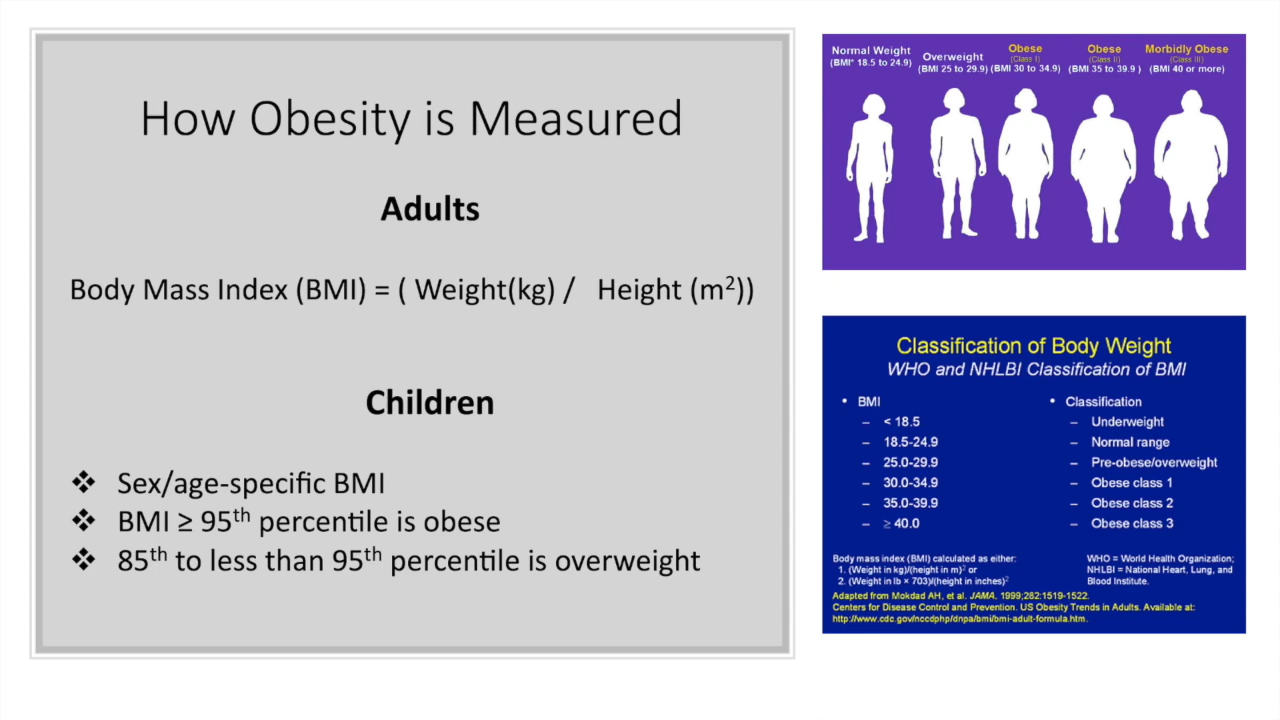 How Obesity is Measured
Adults
Body Mass Index (BMI) = ( Weight(kg) / Height (m²))
Children
❖ Sex/age-specific BMI
❖ BMI ≥ 95th percentile is obese
❖ 85th to less than 95th percentile is overweight
Normal Weight
(BMI* 18.5 to 24.9)
Overweight
(BMI 25 to 29.9)
Obese
(Class I)
(BMI 30 to 34.9)
Obese
(Class II)
(BMI 35 to 39.9 )
Morbidly Obese
(Class III)
(BMI 40 or more)
Classification of Body Weight
WHO and NHLBI Classification of BMI
• BMI
– < 18.5
– 18.5-24.9
– 25.0-29.9
– 30.0-34.9
– 35.0-39.9
– ≥ 40.0
• Classification
– Underweight
– Normal range
– Pre-obese/overweight
– Obese class 1
– Obese class 2
– Obese class 3
Body mass index (BMI) calculated as either:
1. (Weight in kg)/(height in m)² or
2. (Weight in lb × 703)/(height in inches)²
WHO = World Health Organization;
NHLBI = National Heart, Lung, and
Blood Institute.
Adapted from Mokdad AH, et al. JAMA, 1999;282:1519-1522.
Centers for Disease Control and Prevention. US Obesity Trends in Adults. Available at:
http://www.cdc.gov/nccdphp/dnpa/bmi/bmi-adult-formula.htm.